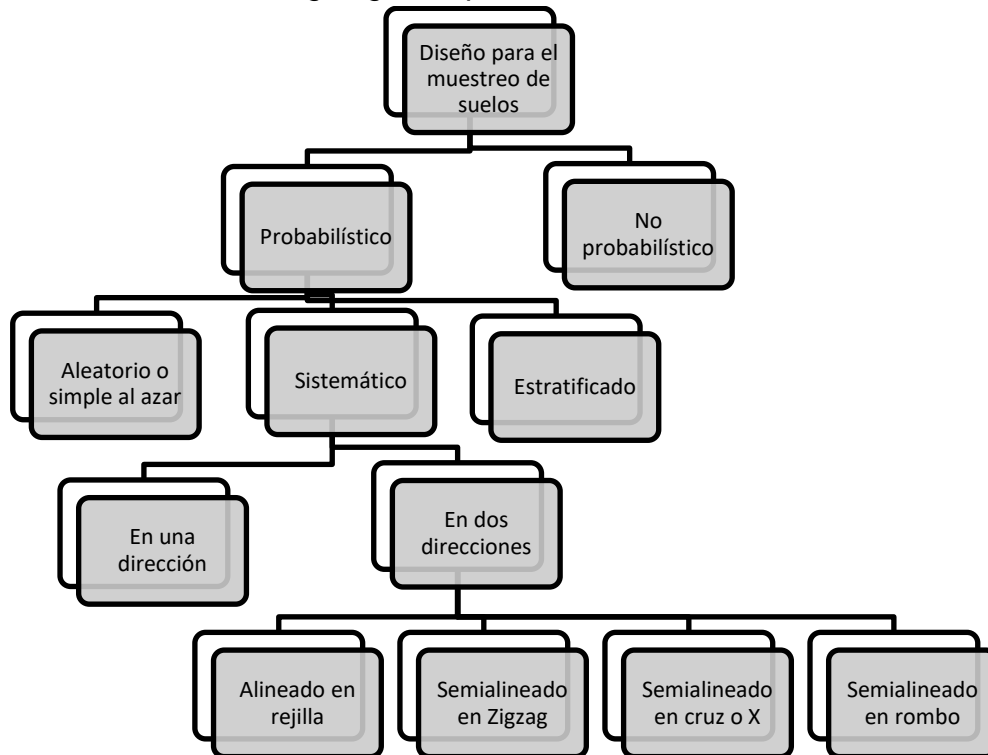 Diseño para el
muestreo de
suelos
Probabilístico
No
probabilístico
Aleatorio o
simple al azar
Sistemático
Estratificado
En una
dirección
En dos
direcciones
Alineado en
rejilla
Semialineado
en Zigzag
Semialineado
en cruz o X
Semialineado
en rombo